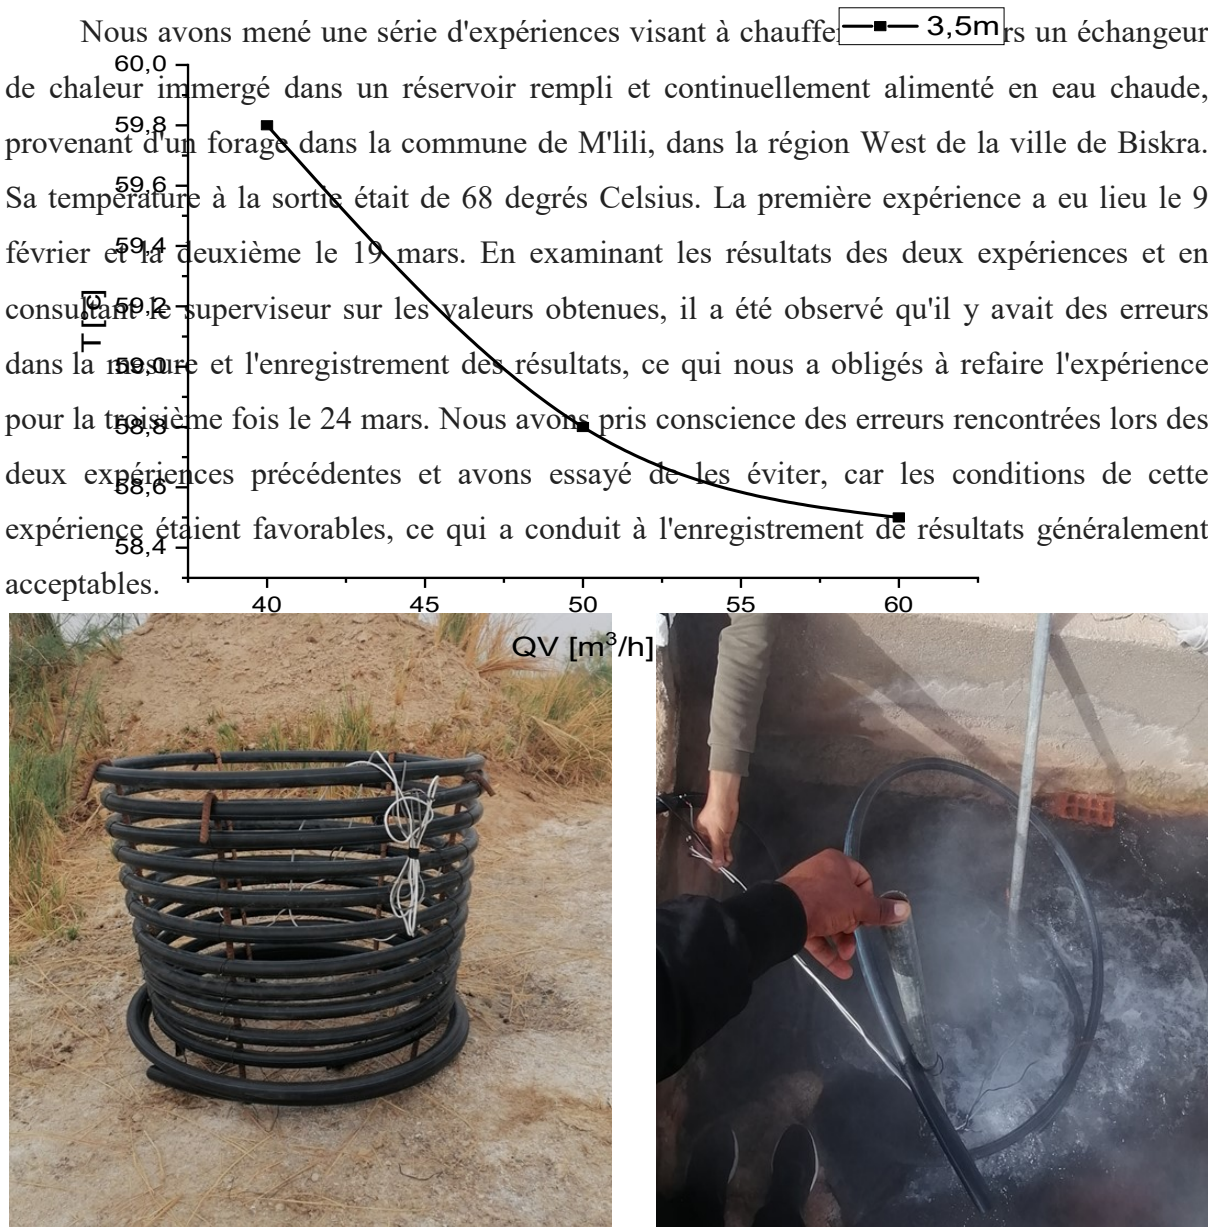 Nous avons mené une série d'expériences visant à chauffer rs un échangeur
3,5m
de chaleur immergé dans un réservoir rempli et continuellement alimenté en eau chaude,
provenant d'un forage dans la commune de M'lili, dans la région West de la ville de Biskra.
Sa température à la sortie était de 68 degrés Celsius. La première expérience a eu lieu le 9
février et la deuxième le 19 mars. En examinant les résultats des deux expériences et en
consultant le superviseur sur les valeurs obtenues, il a été observé qu'il y avait des erreurs
dans la mesure et l'enregistrement des résultats, ce qui nous a obligés à refaire l'expérience
pour la troisième fois le 24 mars. Nous avons pris conscience des erreurs rencontrées lors des
deux expériences précédentes et avons essayé de les éviter, car les conditions de cette
expérience étaient favorables, ce qui a conduit à l'enregistrement de résultats généralement
acceptables.
60,0
59,8
59,6
59,4
59,2
59,0
58,8
58,6
58,4
T [°c]
40 45 50 55 60
QV [m³/h]